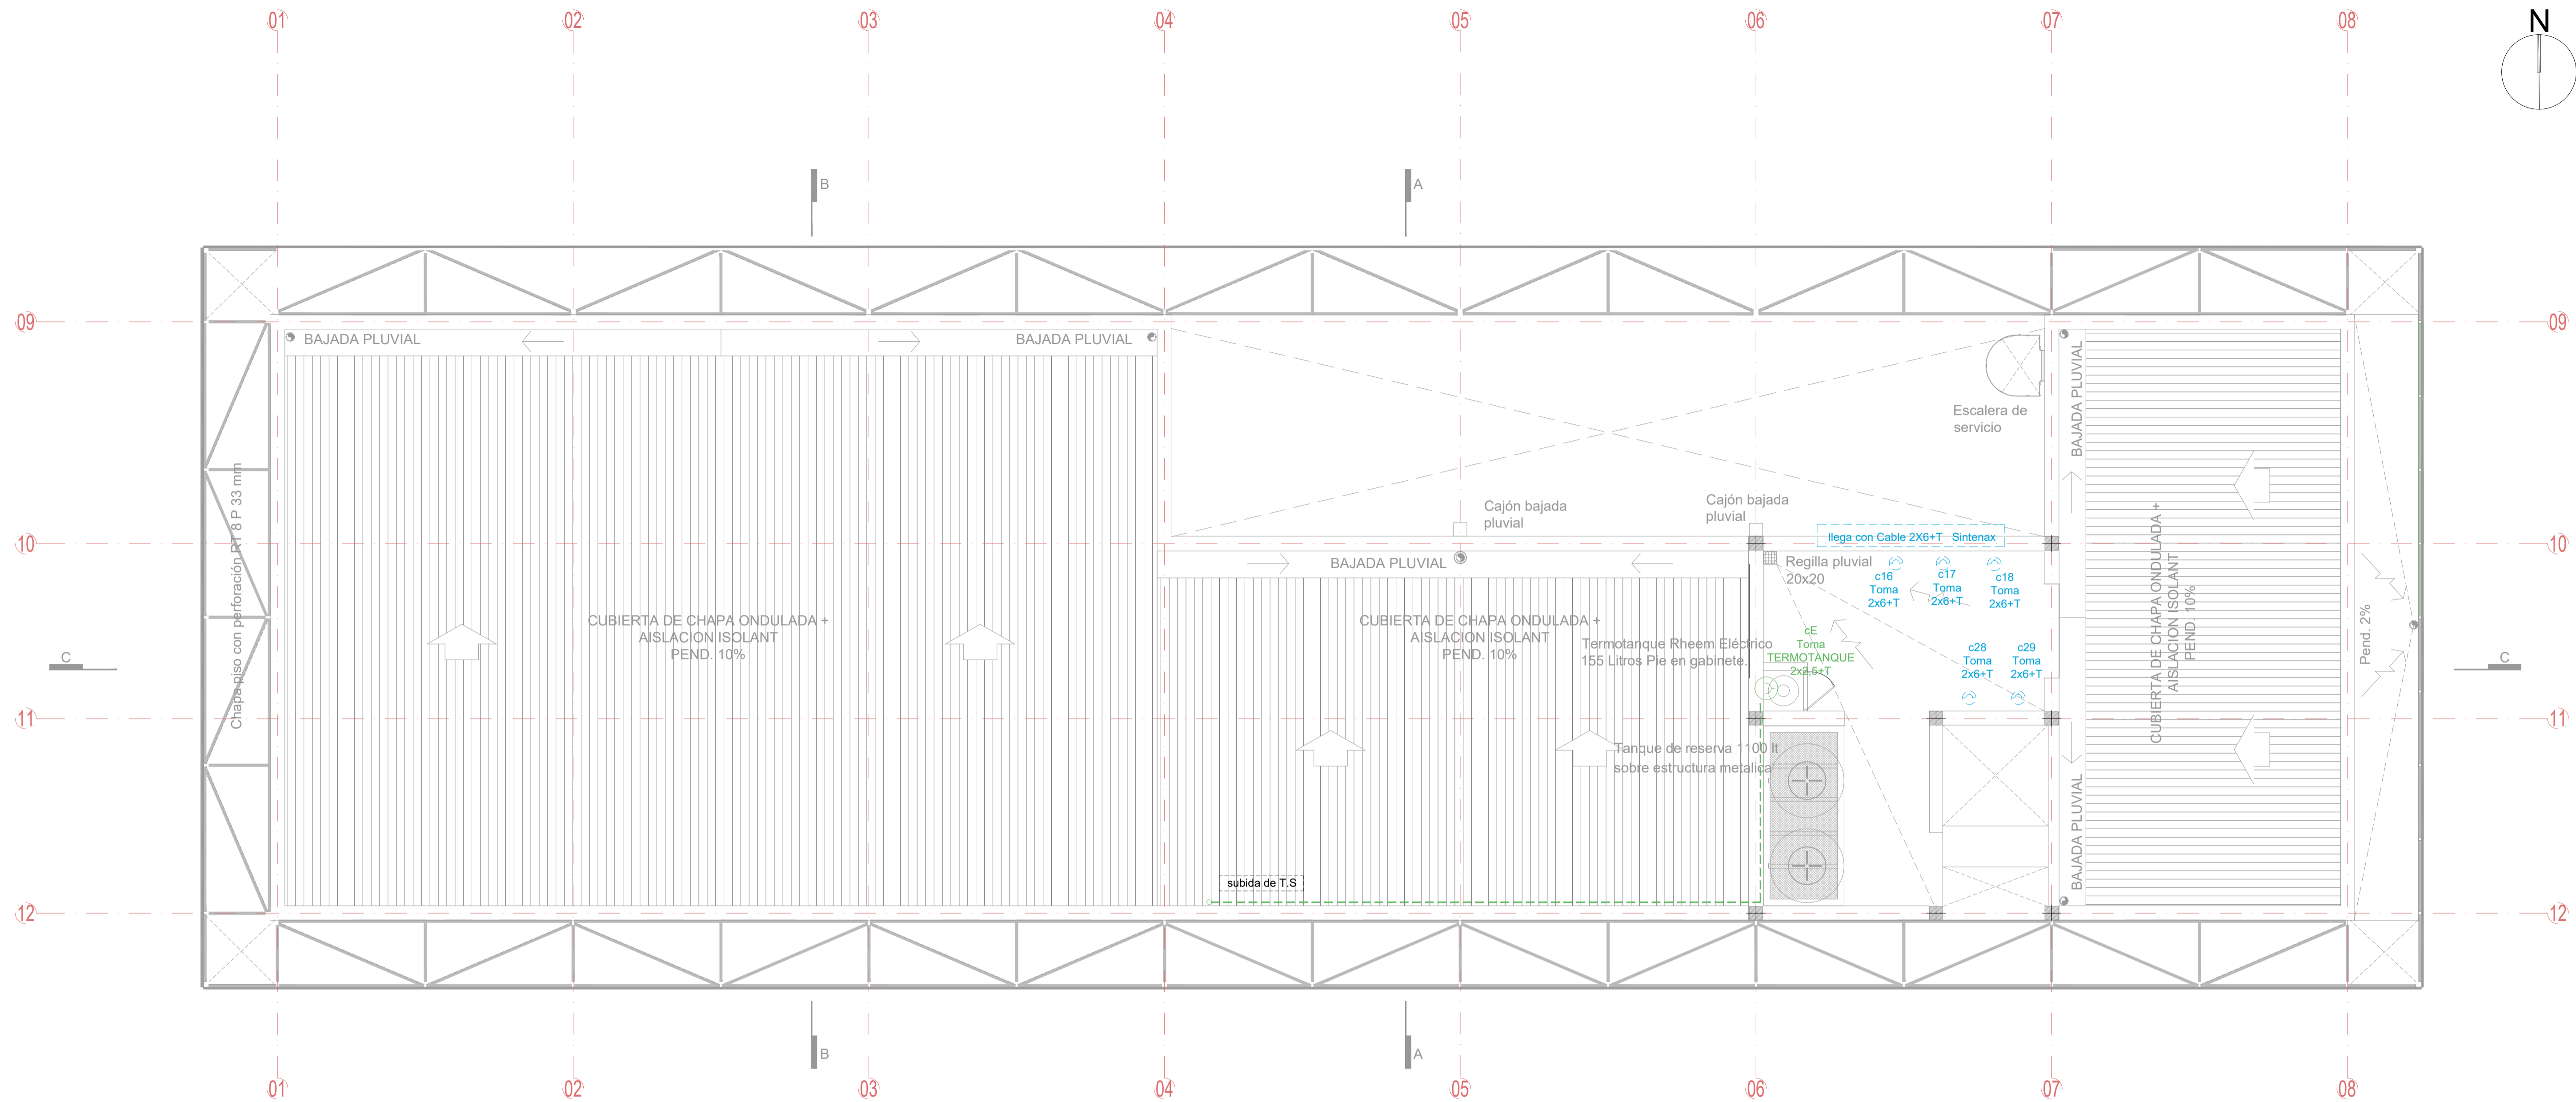 01
02
03
04
05
06
07
08
N
B
A
09
09
BAJADA PLUVIAL
BAJADA PLUVIAL
BAJADA PLUVIAL
Escalera de
servicio
Chapa piso con perforación RT 8 P 33 mm
Cajón bajada
pluvial
Cajón bajada
pluvial
llega con Cable 2X6+T Sintenax
10
10
BAJADA PLUVIAL
Regilla pluvial
20x20
c16
Toma
2x6+T
c17
Toma
2x6+T
c18
Toma
2x6+T
CUBIERTA DE CHAPA ONDULADA +
AISLACION ISOLANT
PEND. 10%
CUBIERTA DE CHAPA ONDULADA +
AISLACION ISOLANT
PEND. 10%
CUBIERTA DE CHAPA ONDULADA +
AISLACION ISOLANT
PEND. 10%
Pend. 2%
Termotanque Rheem Eléctrico
155 Litros Pie en gabinete.
cE
Toma
TERMOTANQUE
2x2,5+T
c28
Toma
2x6+T
c29
Toma
2x6+T
C
C
11
11
Tanque de reserva 1100 lt
sobre estructura metalica
BAJADA PLUVIAL
subida de T.S
12
12
B
A
01
02
03
04
05
06
07
08